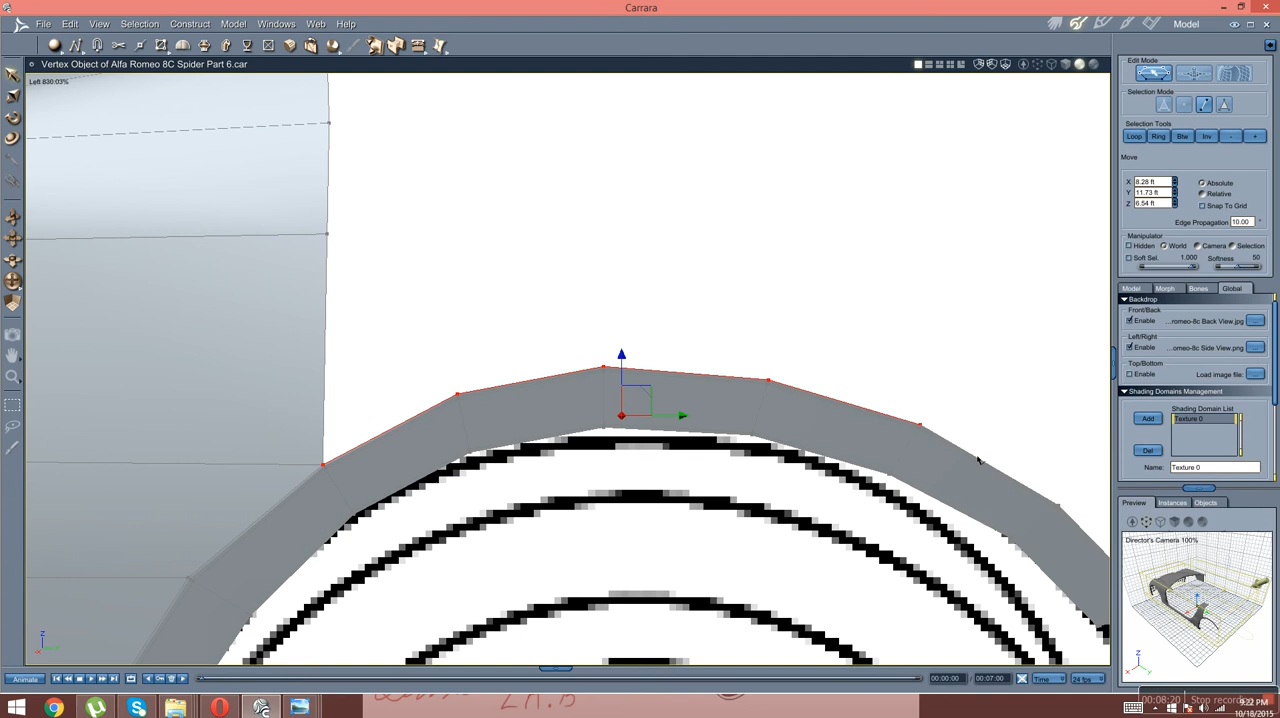 Carrara
File Edit View Selection Construct Model Windows Web Help
Model
Vertex Object of Alfa Romeo 8C Spider Part 6.car
Left 830.03%
Edit Mode
Selection Mode
Selection Tools
Loop Ring Btw Inv - +
Move
X 8.28 ft Absolute
Y 11.73 ft Relative
Z 6.54 ft Snap To Grid
Edge Propagation 10.00 °
Manipulator
Hidden World Camera Selection
Soft Sel. 1.000 Softness 50
Model Morph Bones Global
Backdrop
Front/Back
Enable ...romeo-8c Back View.jpg ...
Left/Right
Enable ...omeo-8c Side View.png ...
Top/Bottom
Enable Load image file: ...
Shading Domains Management
Shading Domain List
Add Texture 0
Del
Name: Texture 0
Preview Instances Objects
Director's Camera 100%
Z
X Y
Z
Animate 00:00:00 00:07:00 Time 24 fps
00:08:20 Stop recording
9:22 PM
10/18/2015